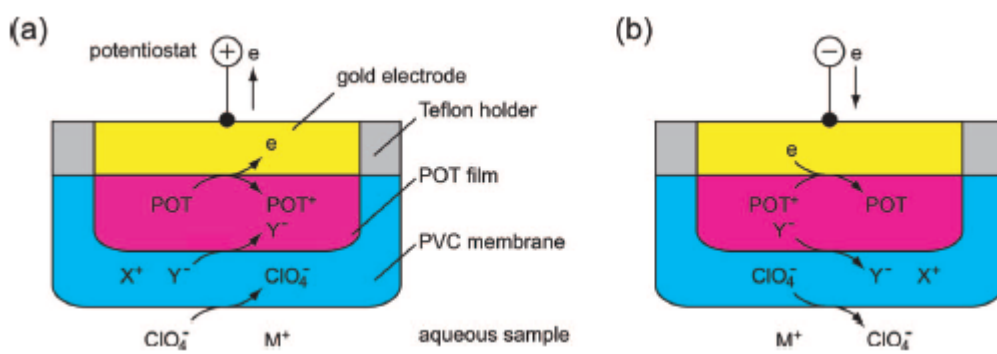 (a)
potentiostat + e
gold electrode
Teflon holder
e
POT film
POT POT⁺
Y⁻
PVC membrane
X⁺ Y⁻ ClO₄⁻
ClO₄⁻ M⁺ aqueous sample
(b)
− e
e
POT⁺ POT
Y⁻
ClO₄⁻ Y⁻ X⁺
M⁺ ClO₄⁻